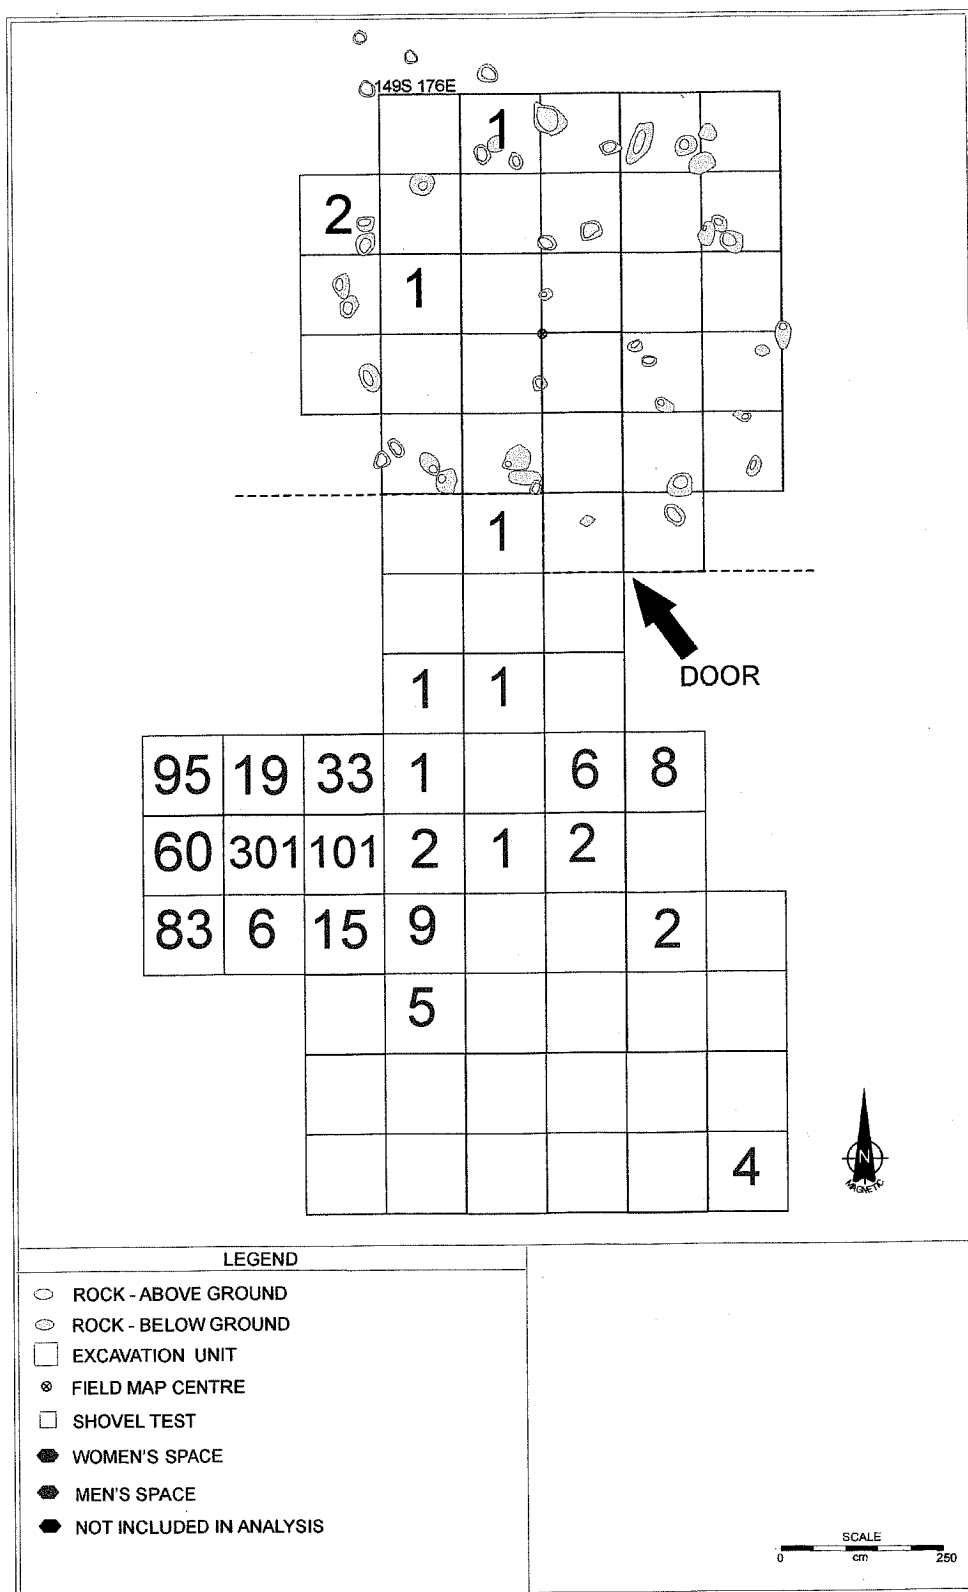 149S 176E
1
2
1
1
DOOR
1 1
95 19 33 1 6 8
60 301 101 2 1 2
83 6 15 9 2
5
4
N
MAGNETIC
LEGEND
ROCK - ABOVE GROUND
ROCK - BELOW GROUND
EXCAVATION UNIT
FIELD MAP CENTRE
SHOVEL TEST
WOMEN'S SPACE
MEN'S SPACE
NOT INCLUDED IN ANALYSIS
SCALE
0 cm 250